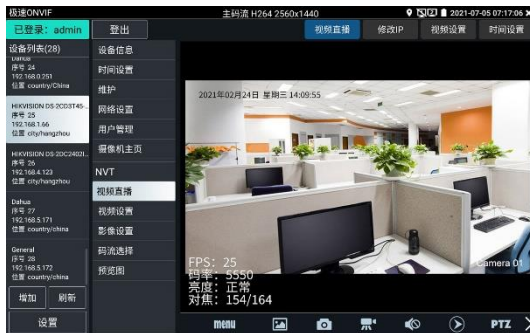 极速ONVIF
主码流 H264 2560x1440
2021-07-05 07:17:06
已登录: admin
登出
视频直播
修改IP
视频设置
时间设置
设备列表(28)
Dahua
序号 24
192.168.0.251
位置 country/China
HIKVISION DS-2CD3T45-...
序号 25
192.168.1.66
位置 city/hangzhou
HIKVISION DS-2DC2402I...
序号 26
192.168.4.123
位置 city/hangzhou
Dahua
序号 27
192.168.5.171
位置 country/china
General
序号 28
192.168.5.172
位置 country/china
增加
刷新
设置
设备信息
时间设置
维护
网络设置
用户管理
摄像机主页
NVT
视频直播
视频设置
影像设置
码流选择
预览图
2021年02月24日 星期三 14:09:55
FPS: 25
码率: 5550
亮度: 正常
对焦: 154/164
Camera 01
menu
PTZ